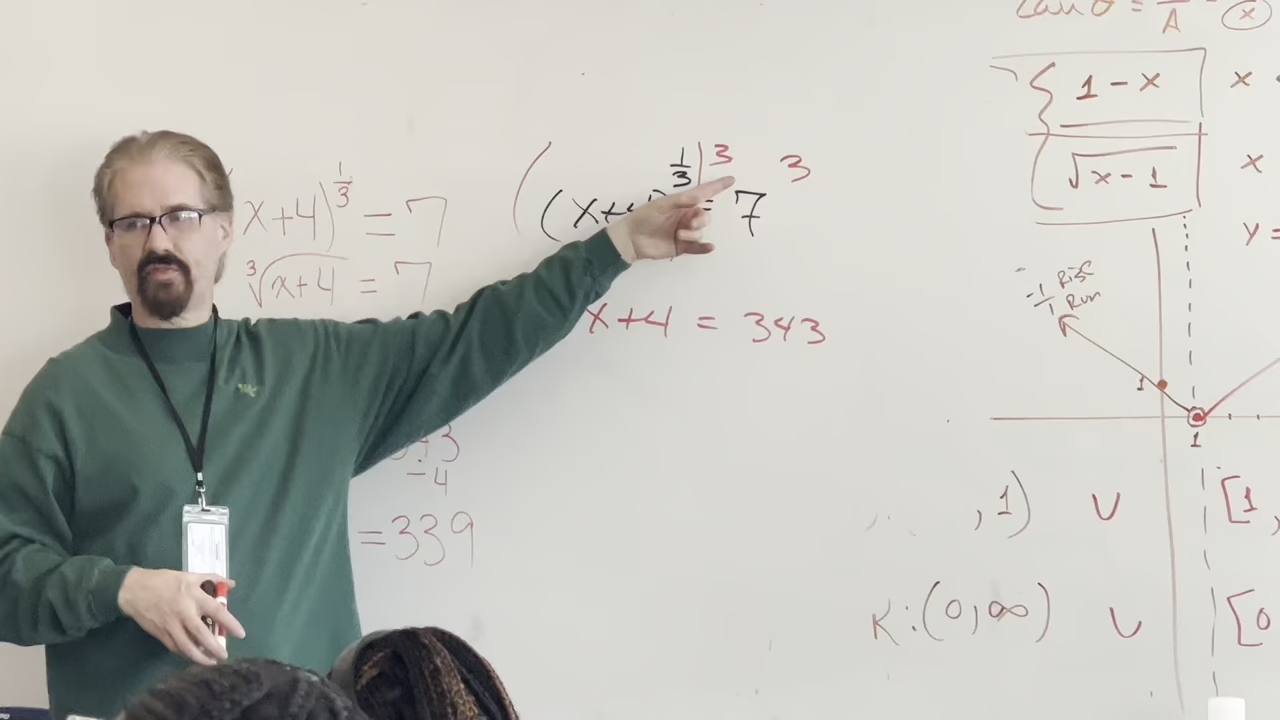 x+4)^{1/3} = 7
∛(x+4) = 7
3
- 4
= 339
( (x+4)^{1/3} | 3 = 7 3
x+4 = 343
tan θ = /A x
{ 1 - x x
√(x - 1) x
y =
-1/1 Rise Run
1
1
, 1) ∪ [1,
R: (0, ∞) ∪ [0